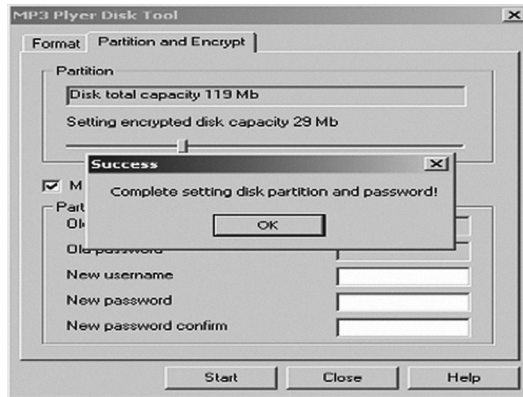 MP3 Plyer Disk Tool
Format Partition and Encrypt
Partition
Disk total capacity 119 Mb
Setting encrypted disk capacity 29 Mb
Success
Complete setting disk partition and password!
OK
M
Part
Old password
New username
New password
New password confirm
Start Close Help